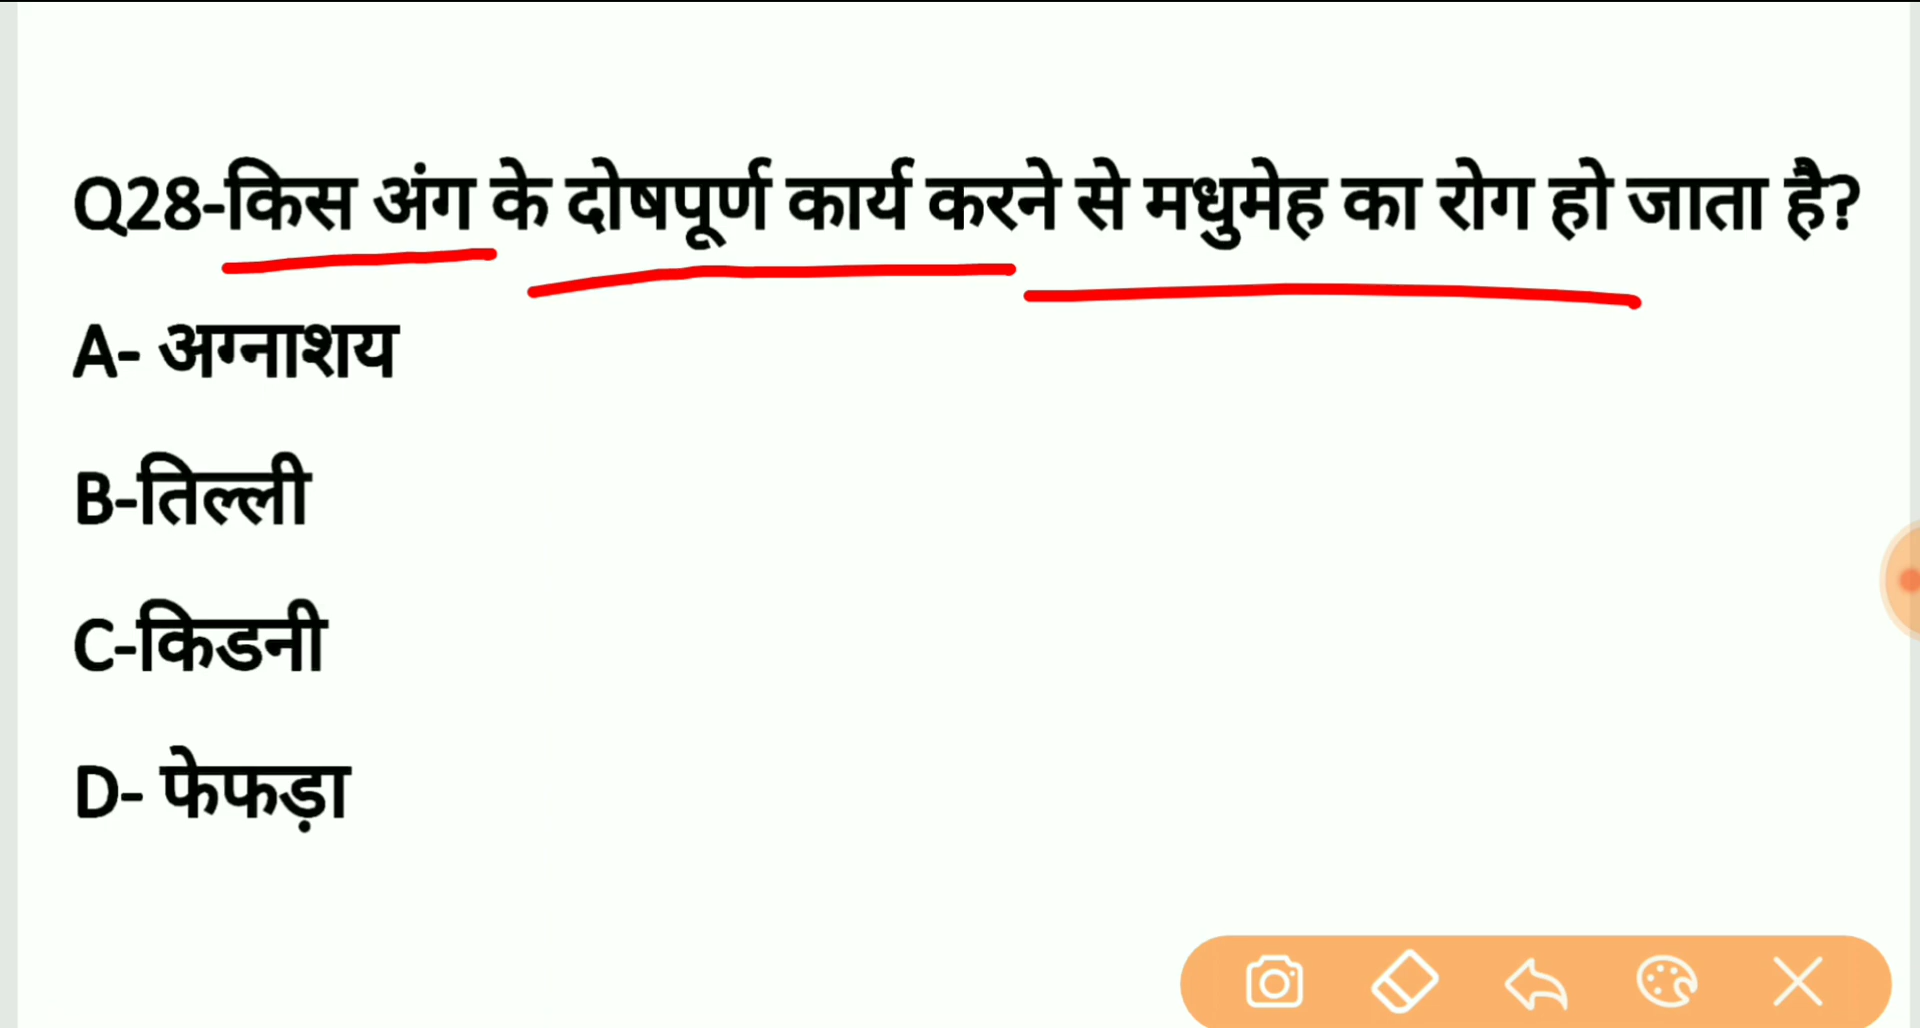 Q28-किस अंग के दोषपूर्ण कार्य करने से मधुमेह का रोग हो जाता है?
A- अग्नाशय
B-तिल्ली
C-किडनी
D- फेफड़ा